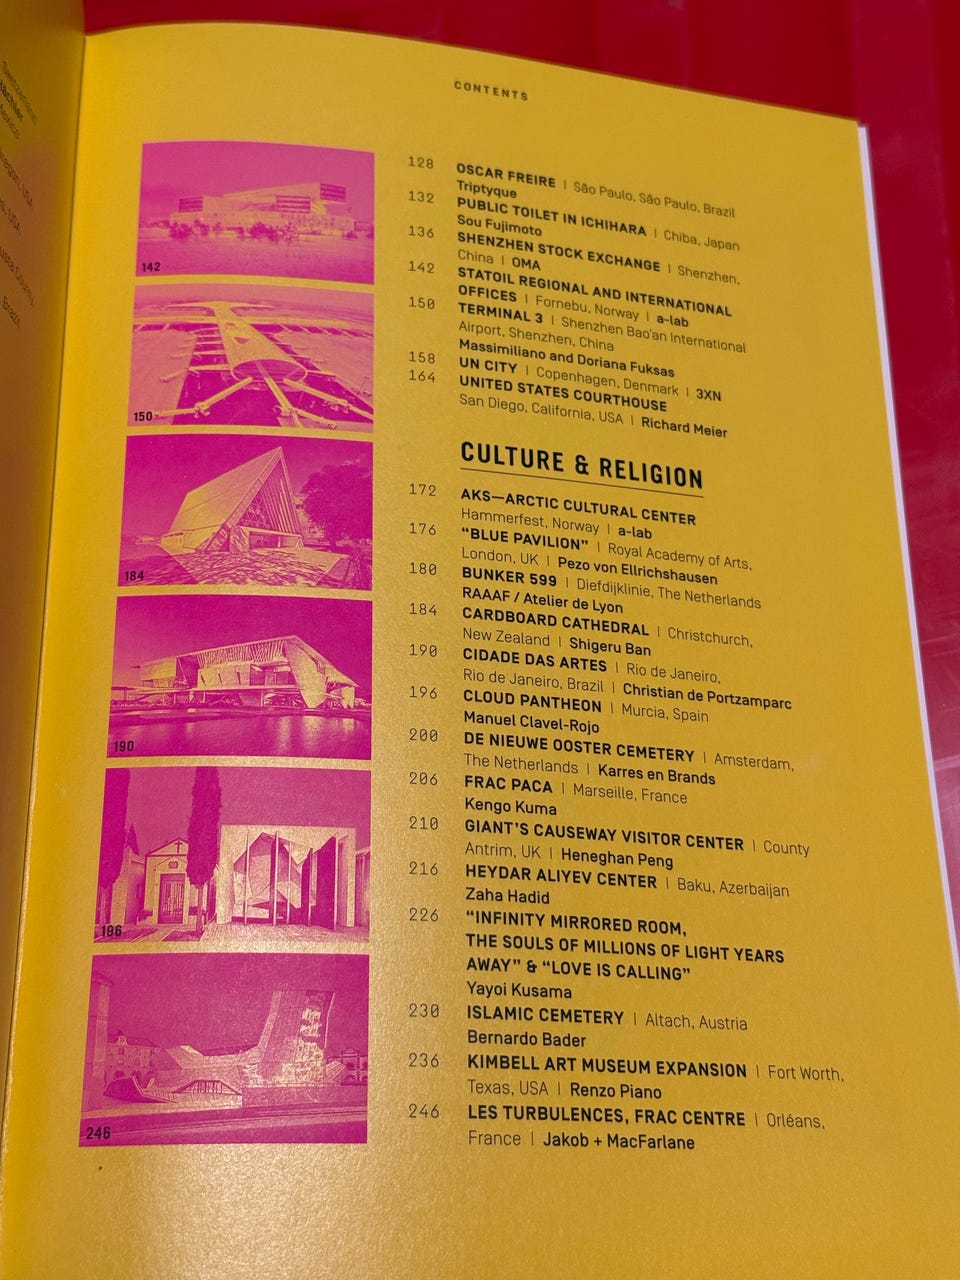 Switzerland
Mexico
Oregon, USA
USA
Brazil
CONTENTS
142
150
184
190
196
246
128 OSCAR FREIRE | São Paulo, São Paulo, Brazil
Triptyque
132 PUBLIC TOILET IN ICHIHARA | Chiba, Japan
Sou Fujimoto
136 SHENZHEN STOCK EXCHANGE | Shenzhen,
China | OMA
142 STATOIL REGIONAL AND INTERNATIONAL
OFFICES | Fornebu, Norway | a-lab
150 TERMINAL 3 | Shenzhen Bao'an International
Airport, Shenzhen, China
Massimiliano and Doriana Fuksas
158 UN CITY | Copenhagen, Denmark | 3XN
164 UNITED STATES COURTHOUSE
San Diego, California, USA | Richard Meier
CULTURE & RELIGION
172 AKS—ARCTIC CULTURAL CENTER
Hammerfest, Norway | a-lab
176 “BLUE PAVILION” | Royal Academy of Arts,
London, UK | Pezo von Ellrichshausen
180 BUNKER 599 | Diefdijklinie, The Netherlands
RAAAF / Atelier de Lyon
184 CARDBOARD CATHEDRAL | Christchurch,
New Zealand | Shigeru Ban
190 CIDADE DAS ARTES | Rio de Janeiro,
Rio de Janeiro, Brazil | Christian de Portzamparc
196 CLOUD PANTHEON | Murcia, Spain
Manuel Clavel-Rojo
200 DE NIEUWE OOSTER CEMETERY | Amsterdam,
The Netherlands | Karres en Brands
206 FRAC PACA | Marseille, France
Kengo Kuma
210 GIANT'S CAUSEWAY VISITOR CENTER | County
Antrim, UK | Heneghan Peng
216 HEYDAR ALIYEV CENTER | Baku, Azerbaijan
Zaha Hadid
226 “INFINITY MIRRORED ROOM,
THE SOULS OF MILLIONS OF LIGHT YEARS
AWAY” & “LOVE IS CALLING”
Yayoi Kusama
230 ISLAMIC CEMETERY | Altach, Austria
Bernardo Bader
236 KIMBELL ART MUSEUM EXPANSION | Fort Worth,
Texas, USA | Renzo Piano
246 LES TURBULENCES, FRAC CENTRE | Orléans,
France | Jakob + MacFarlane